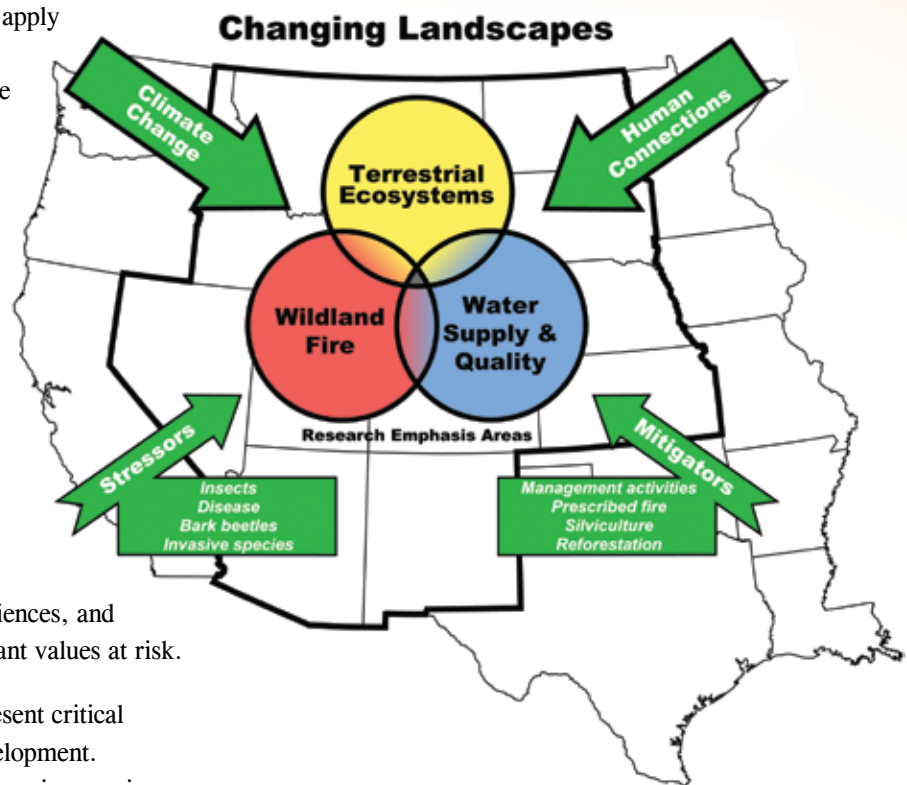 apply
e
Changing Landscapes
Climate
Change
Human
Connections
Terrestrial
Ecosystems
Wildland
Fire
Water
Supply &
Quality
Research Emphasis Areas
Stressors
Insects
Disease
Bark beetles
Invasive species
Mitigators
Management activities
Prescribed fire
Silviculture
Reforestation
iences, and
ant values at risk.
esent critical
elopment.